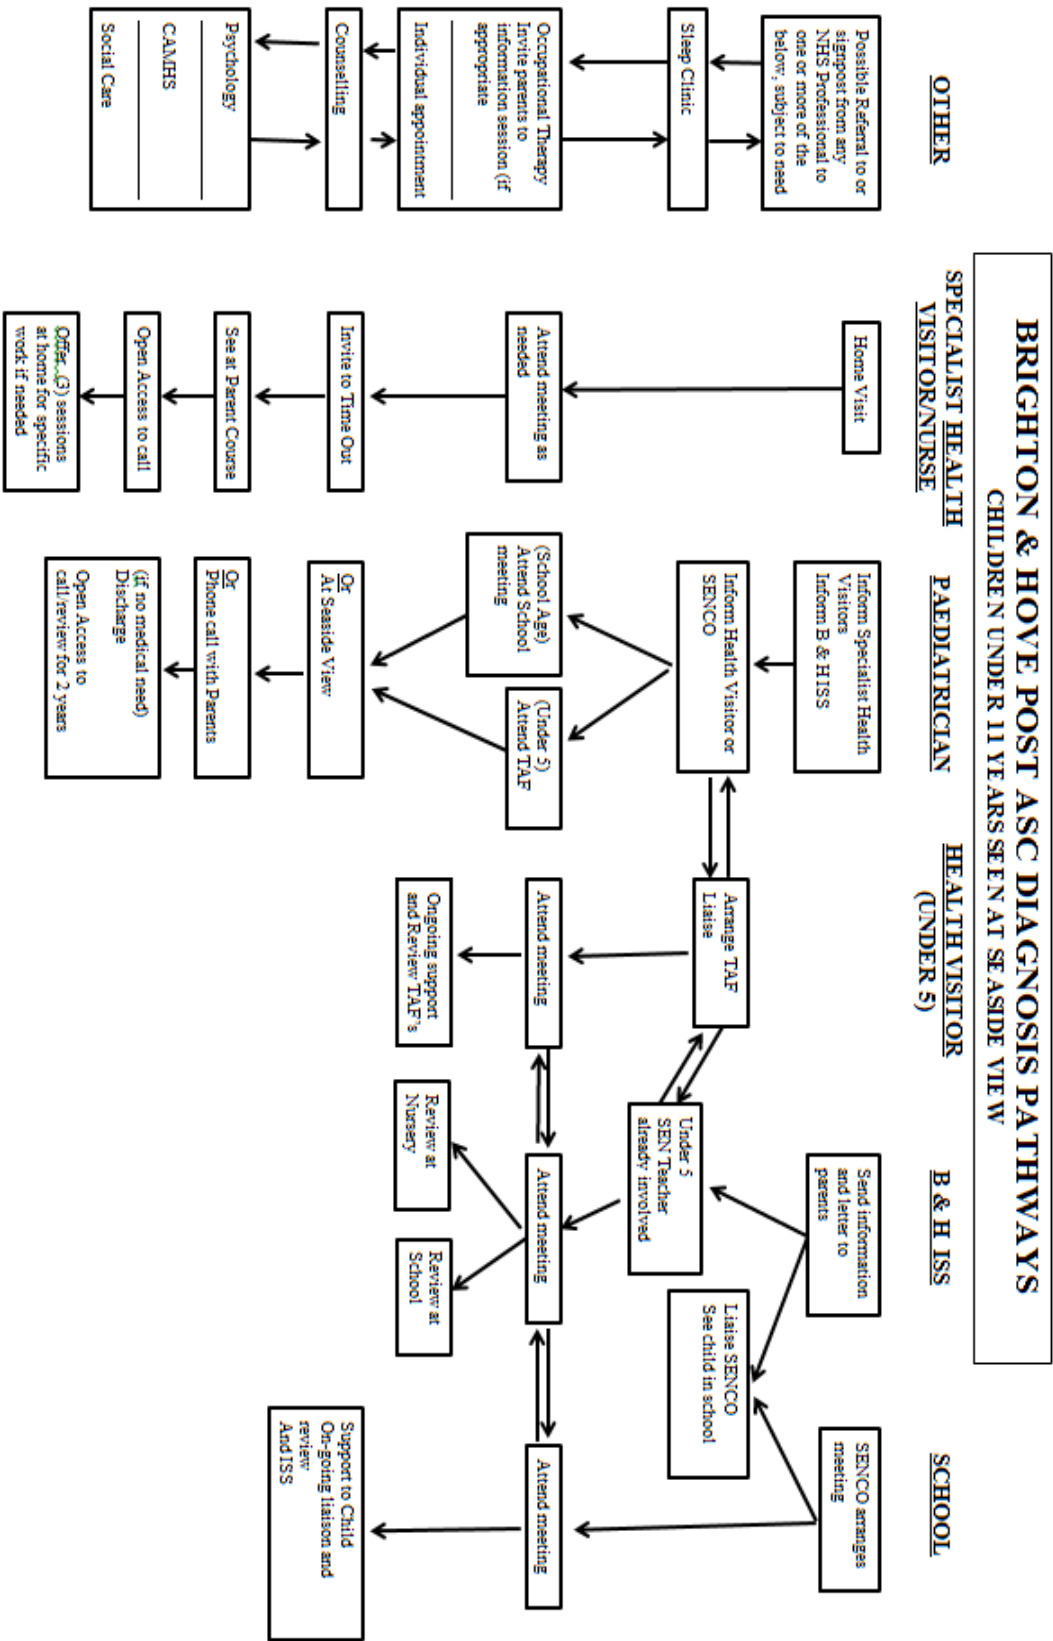 BRIGHTON & HOVE POST ASC DIAGNOSIS PATHWAYS
CHILDREN UNDER 11 YEARS SEEN AT SEASIDE VIEW
OTHER
Possible Referral to or
signpost from any
NHS Professional to
one or more of the
below, subject to need
Sleep Clinic
Occupational Therapy
Invite parents to
information session (if
appropriate
Individual appointment
Counselling
Psychology
CAMHS
Social Care
SPECIALIST HEALTH
VISITOR/NURSE
Home Visit
Attend meeting as
needed
Invite to Time Out
See at Parent Course
Open Access to call
Offer (3) sessions
at home for specific
work if needed
PAEDIATRICIAN
Inform Specialist Health
Visitors
Inform B & H ISS
Inform Health Visitor or
SENCO
(School Age)
Attend School
meeting
(Under 5)
Attend TAF
Or
At Seaside View
Or
Phone call with Parents
(if no medical need)
Discharge
Open Access to
call/review for 2 years
HEALTH VISITOR
(UNDER 5)
Arrange TAF
Liaise
Attend meeting
Ongoing support
and Review TAF's
B & H ISS
Send information
and letter to
parents
Under 5
SEN Teacher
already involved
Liaise SENCO
See child in school
Attend meeting
Review at
Nursery
Review at
School
SCHOOL
SENCO arranges
meeting
Attend meeting
Support to Child
On-going liaison and
review
And ISS